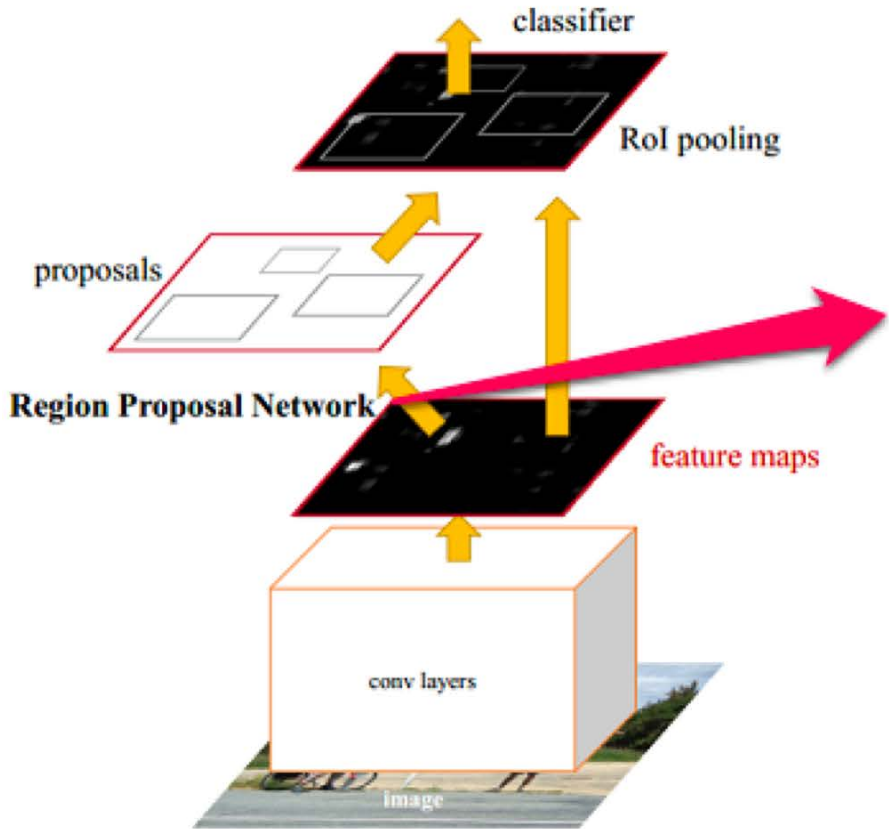 classifier
RoI pooling
proposals
Region Proposal Network
feature maps
conv layers
image